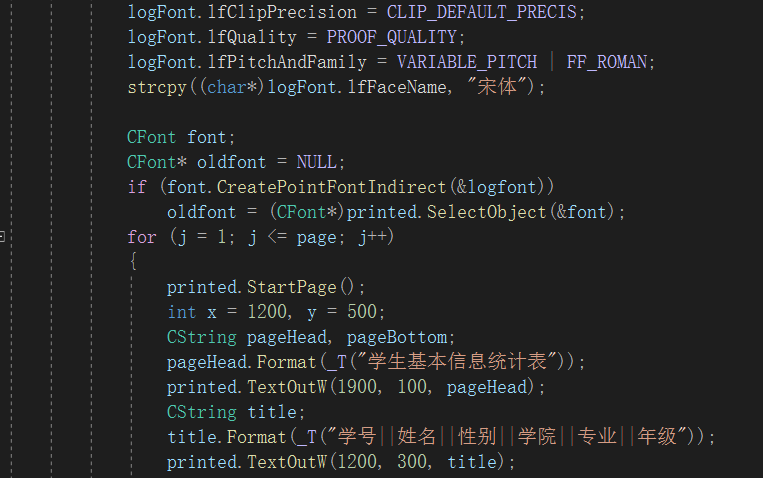 logFont.lfClipPrecision = CLIP_DEFAULT_PRECIS;
logFont.lfQuality = PROOF_QUALITY;
logFont.lfPitchAndFamily = VARIABLE_PITCH | FF_ROMAN;
strcpy((char*)logFont.lfFaceName, "宋体");
CFont font;
CFont* oldfont = NULL;
if (font.CreatePointFontIndirect(&logfont))
oldfont = (CFont*)printed.SelectObject(&font);
for (j = 1; j <= page; j++)
{
printed.StartPage();
int x = 1200, y = 500;
CString pageHead, pageBottom;
pageHead.Format(_T("学生基本信息统计表"));
printed.TextOutW(1900, 100, pageHead);
CString title;
title.Format(_T("学号||姓名||性别||学院||专业||年级"));
printed.TextOutW(1200, 300, title);